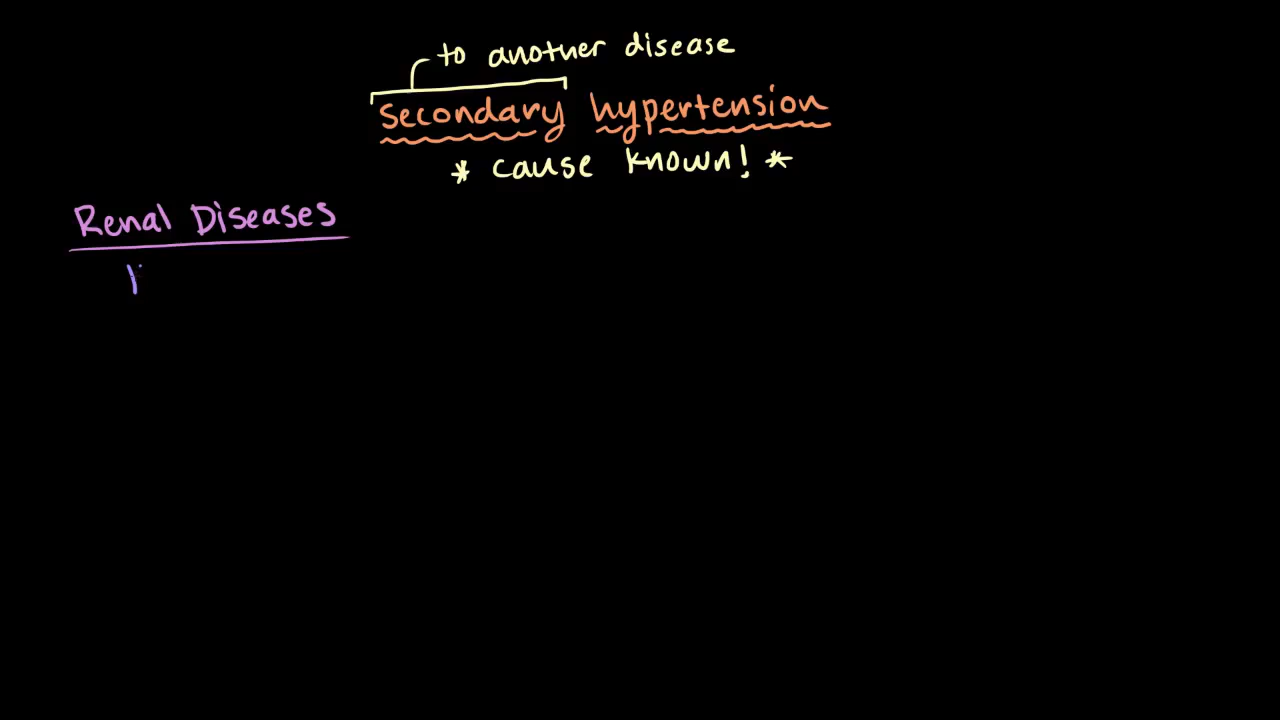 to another disease
secondary hypertension
* cause known! *
Renal Diseases